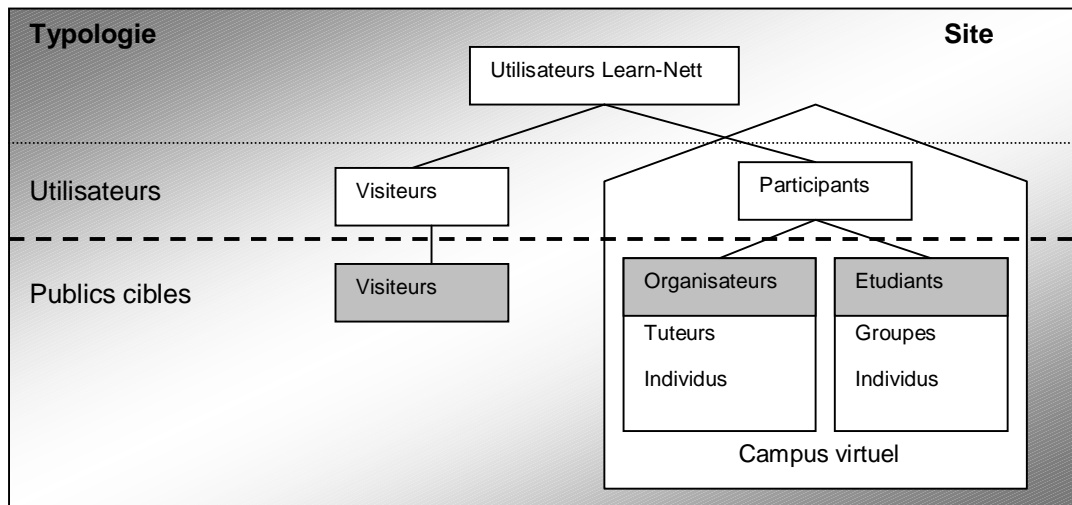 Typologie
Site
Utilisateurs Learn-Nett
Utilisateurs
Visiteurs
Participants
Publics cibles
Visiteurs
Organisateurs
Etudiants
Tuteurs
Groupes
Individus
Individus
Campus virtuel